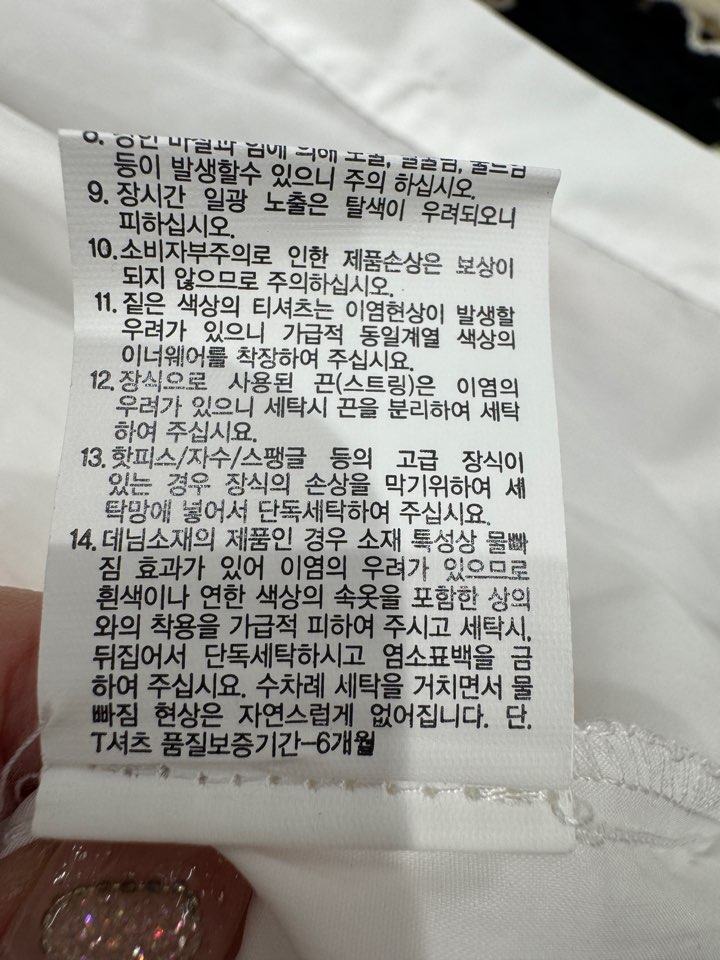 8. 강한 마찰과 힘에 의해 보풀, 올뜯김,
등이 발생할수 있으니 주의 하십시오.
9. 장시간 일광 노출은 탈색이 우려되오니
피하십시오.
10. 소비자부주의로 인한 제품손상은 보상이
되지 않으므로 주의하십시오.
11. 짙은 색상의 티셔츠는 이염현상이 발생할
우려가 있으니 가급적 동일계열 색상의
이너웨어를 착장하여 주십시요.
12. 장식으로 사용된 끈(스트링)은 이염의
우려가 있으니 세탁시 끈을 분리하여 세탁
하여 주십시요.
13. 핫피스/자수/스팽글 등의 고급 장식이
있는 경우 장식의 손상을 막기위하여 세
탁망에 넣어서 단독세탁하여 주십시요.
14. 데님소재의 제품인 경우 소재 특성상 물빠
짐 효과가 있어 이염의 우려가 있으므로
흰색이나 연한 색상의 속옷을 포함한 상의
와의 착용을 가급적 피하여 주시고 세탁시,
뒤집어서 단독세탁하시고 염소표백을 금
하여 주십시요. 수차례 세탁을 거치면서 물
빠짐 현상은 자연스럽게 없어집니다. 단,
T셔츠 품질보증기간-6개월